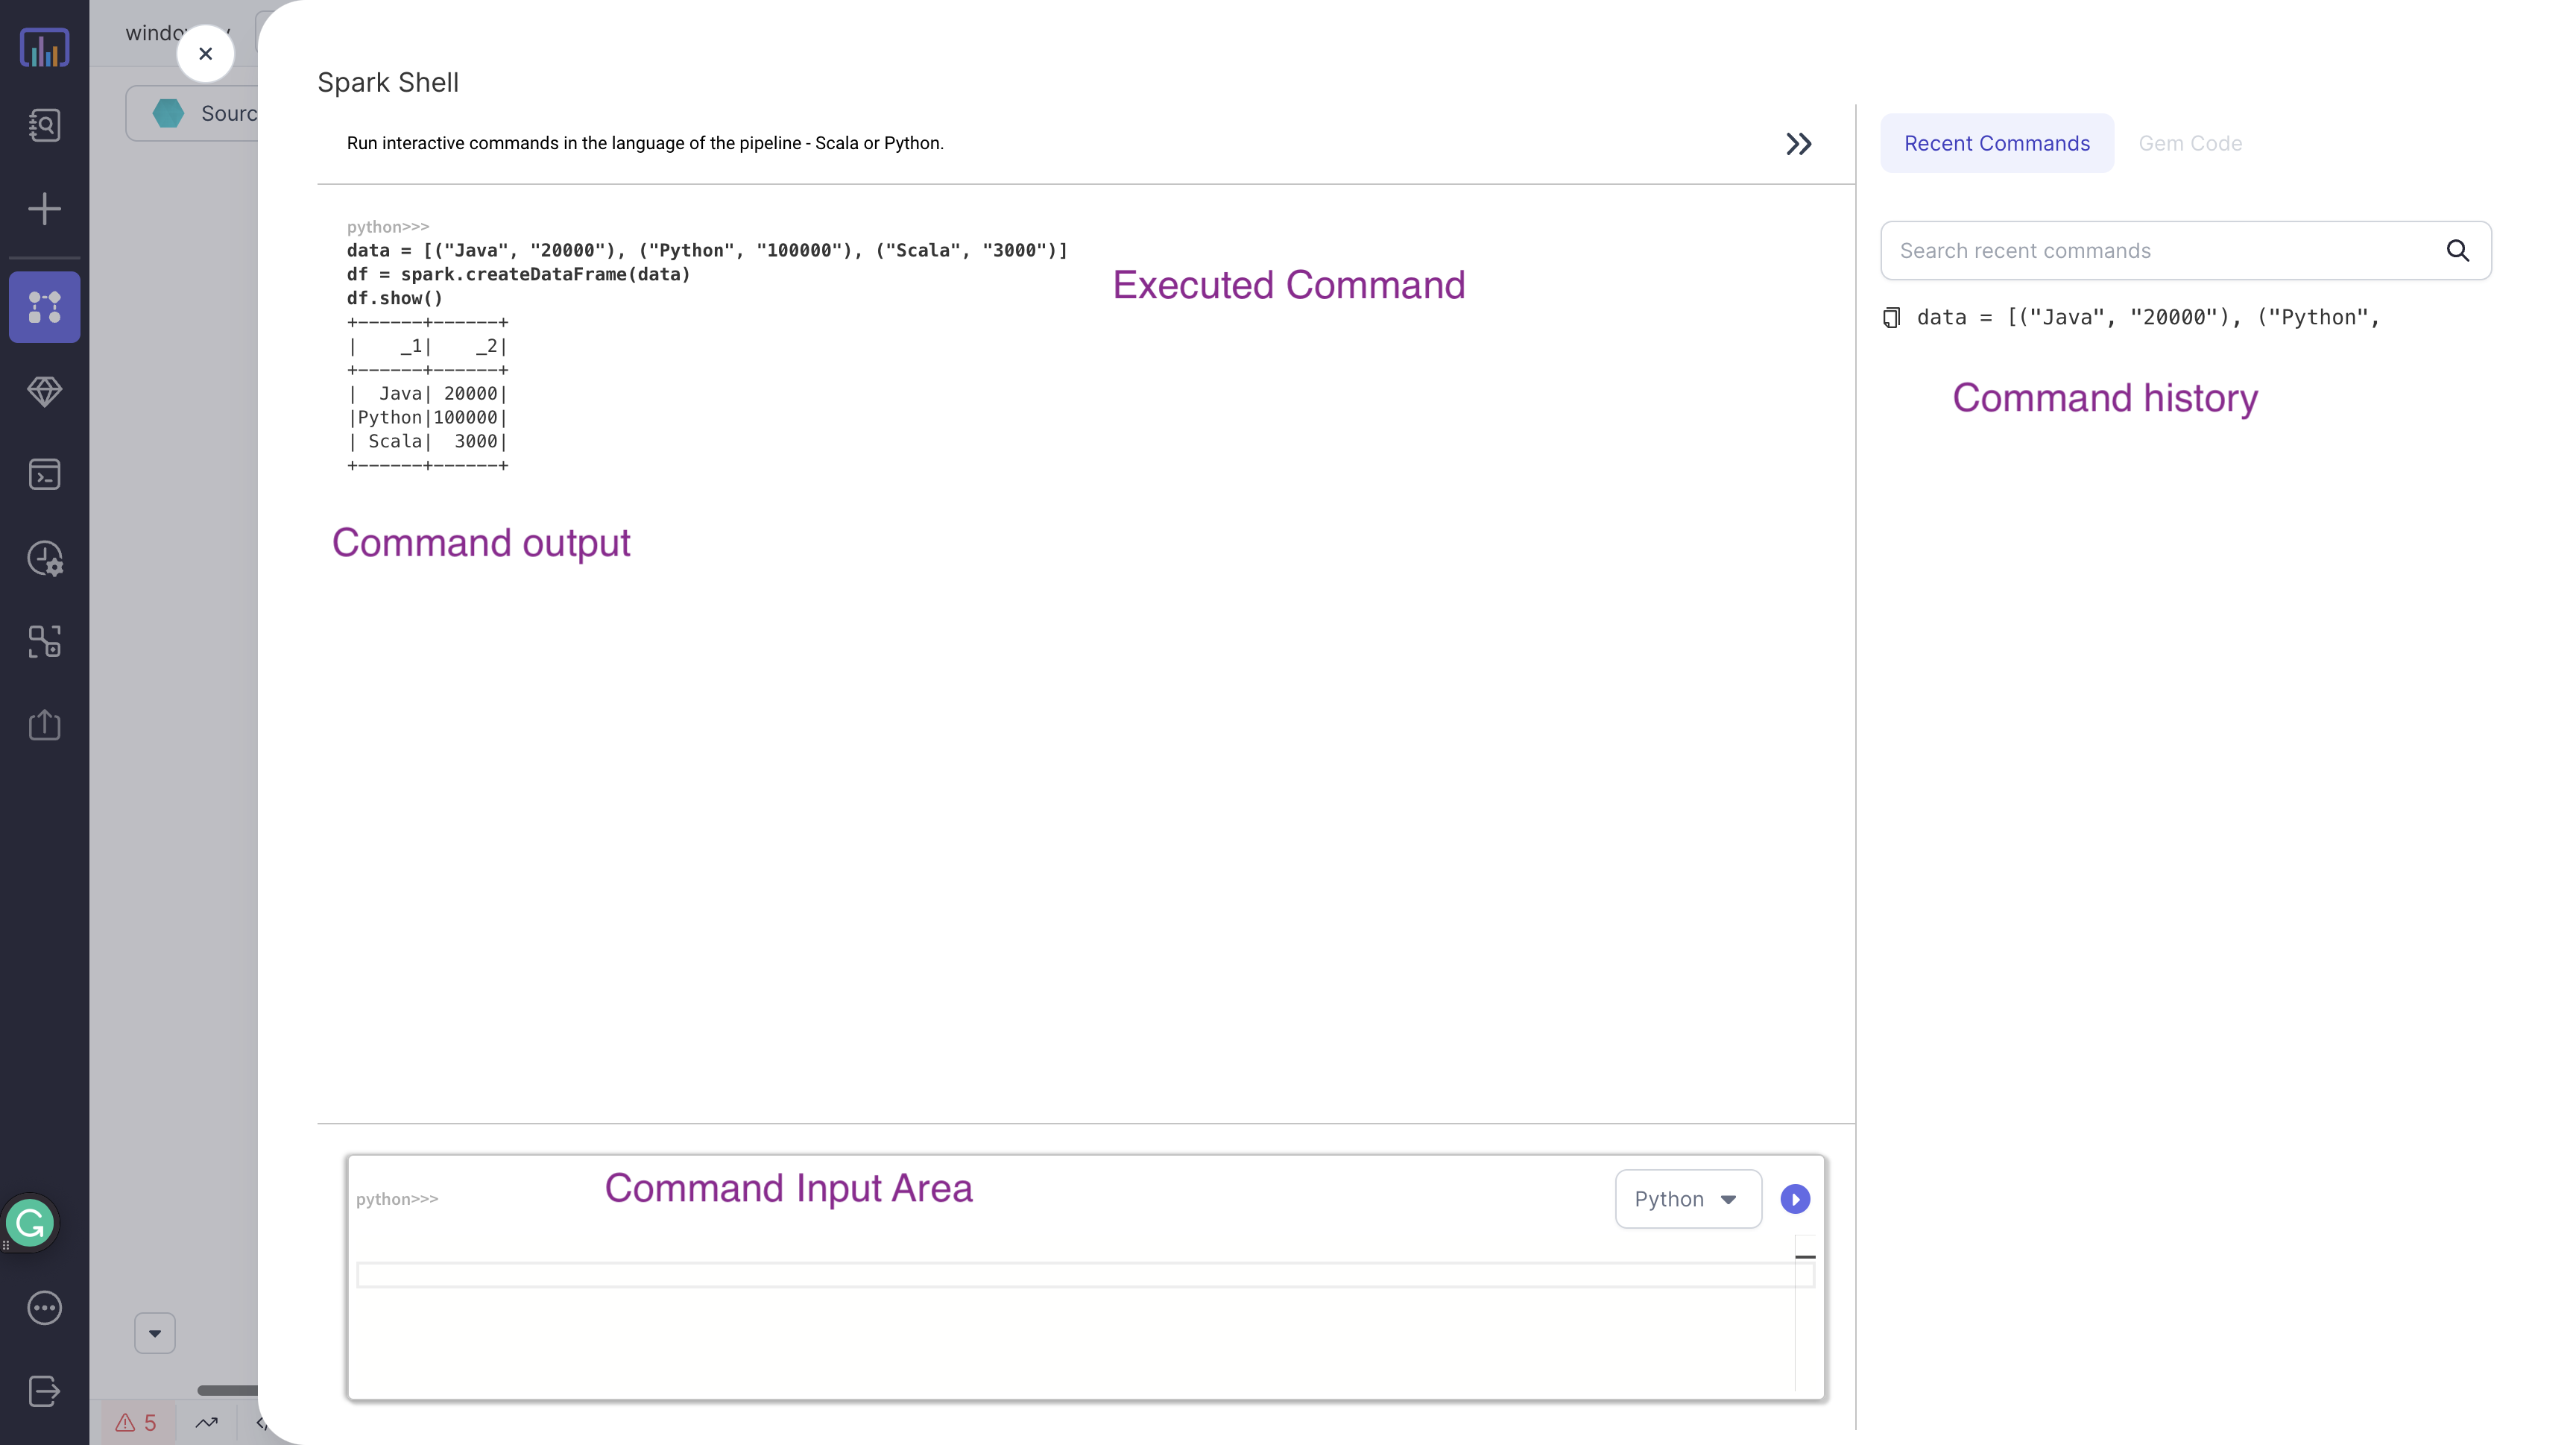 windo
Sourc
Spark Shell
Run interactive commands in the language of the pipeline - Scala or Python.
python>>>
data = [("Java", "20000"), ("Python", "100000"), ("Scala", "3000")]
df = spark.createDataFrame(data)
df.show()
+------+------+
|    _1|    _2|
+------+------+
|  Java| 20000|
|Python|100000|
| Scala|  3000|
+------+------+
Executed Command
Command output
Recent Commands
Gem Code
Search recent commands
data = [("Java", "20000"), ("Python",
Command history
python>>>
Command Input Area
Python
5